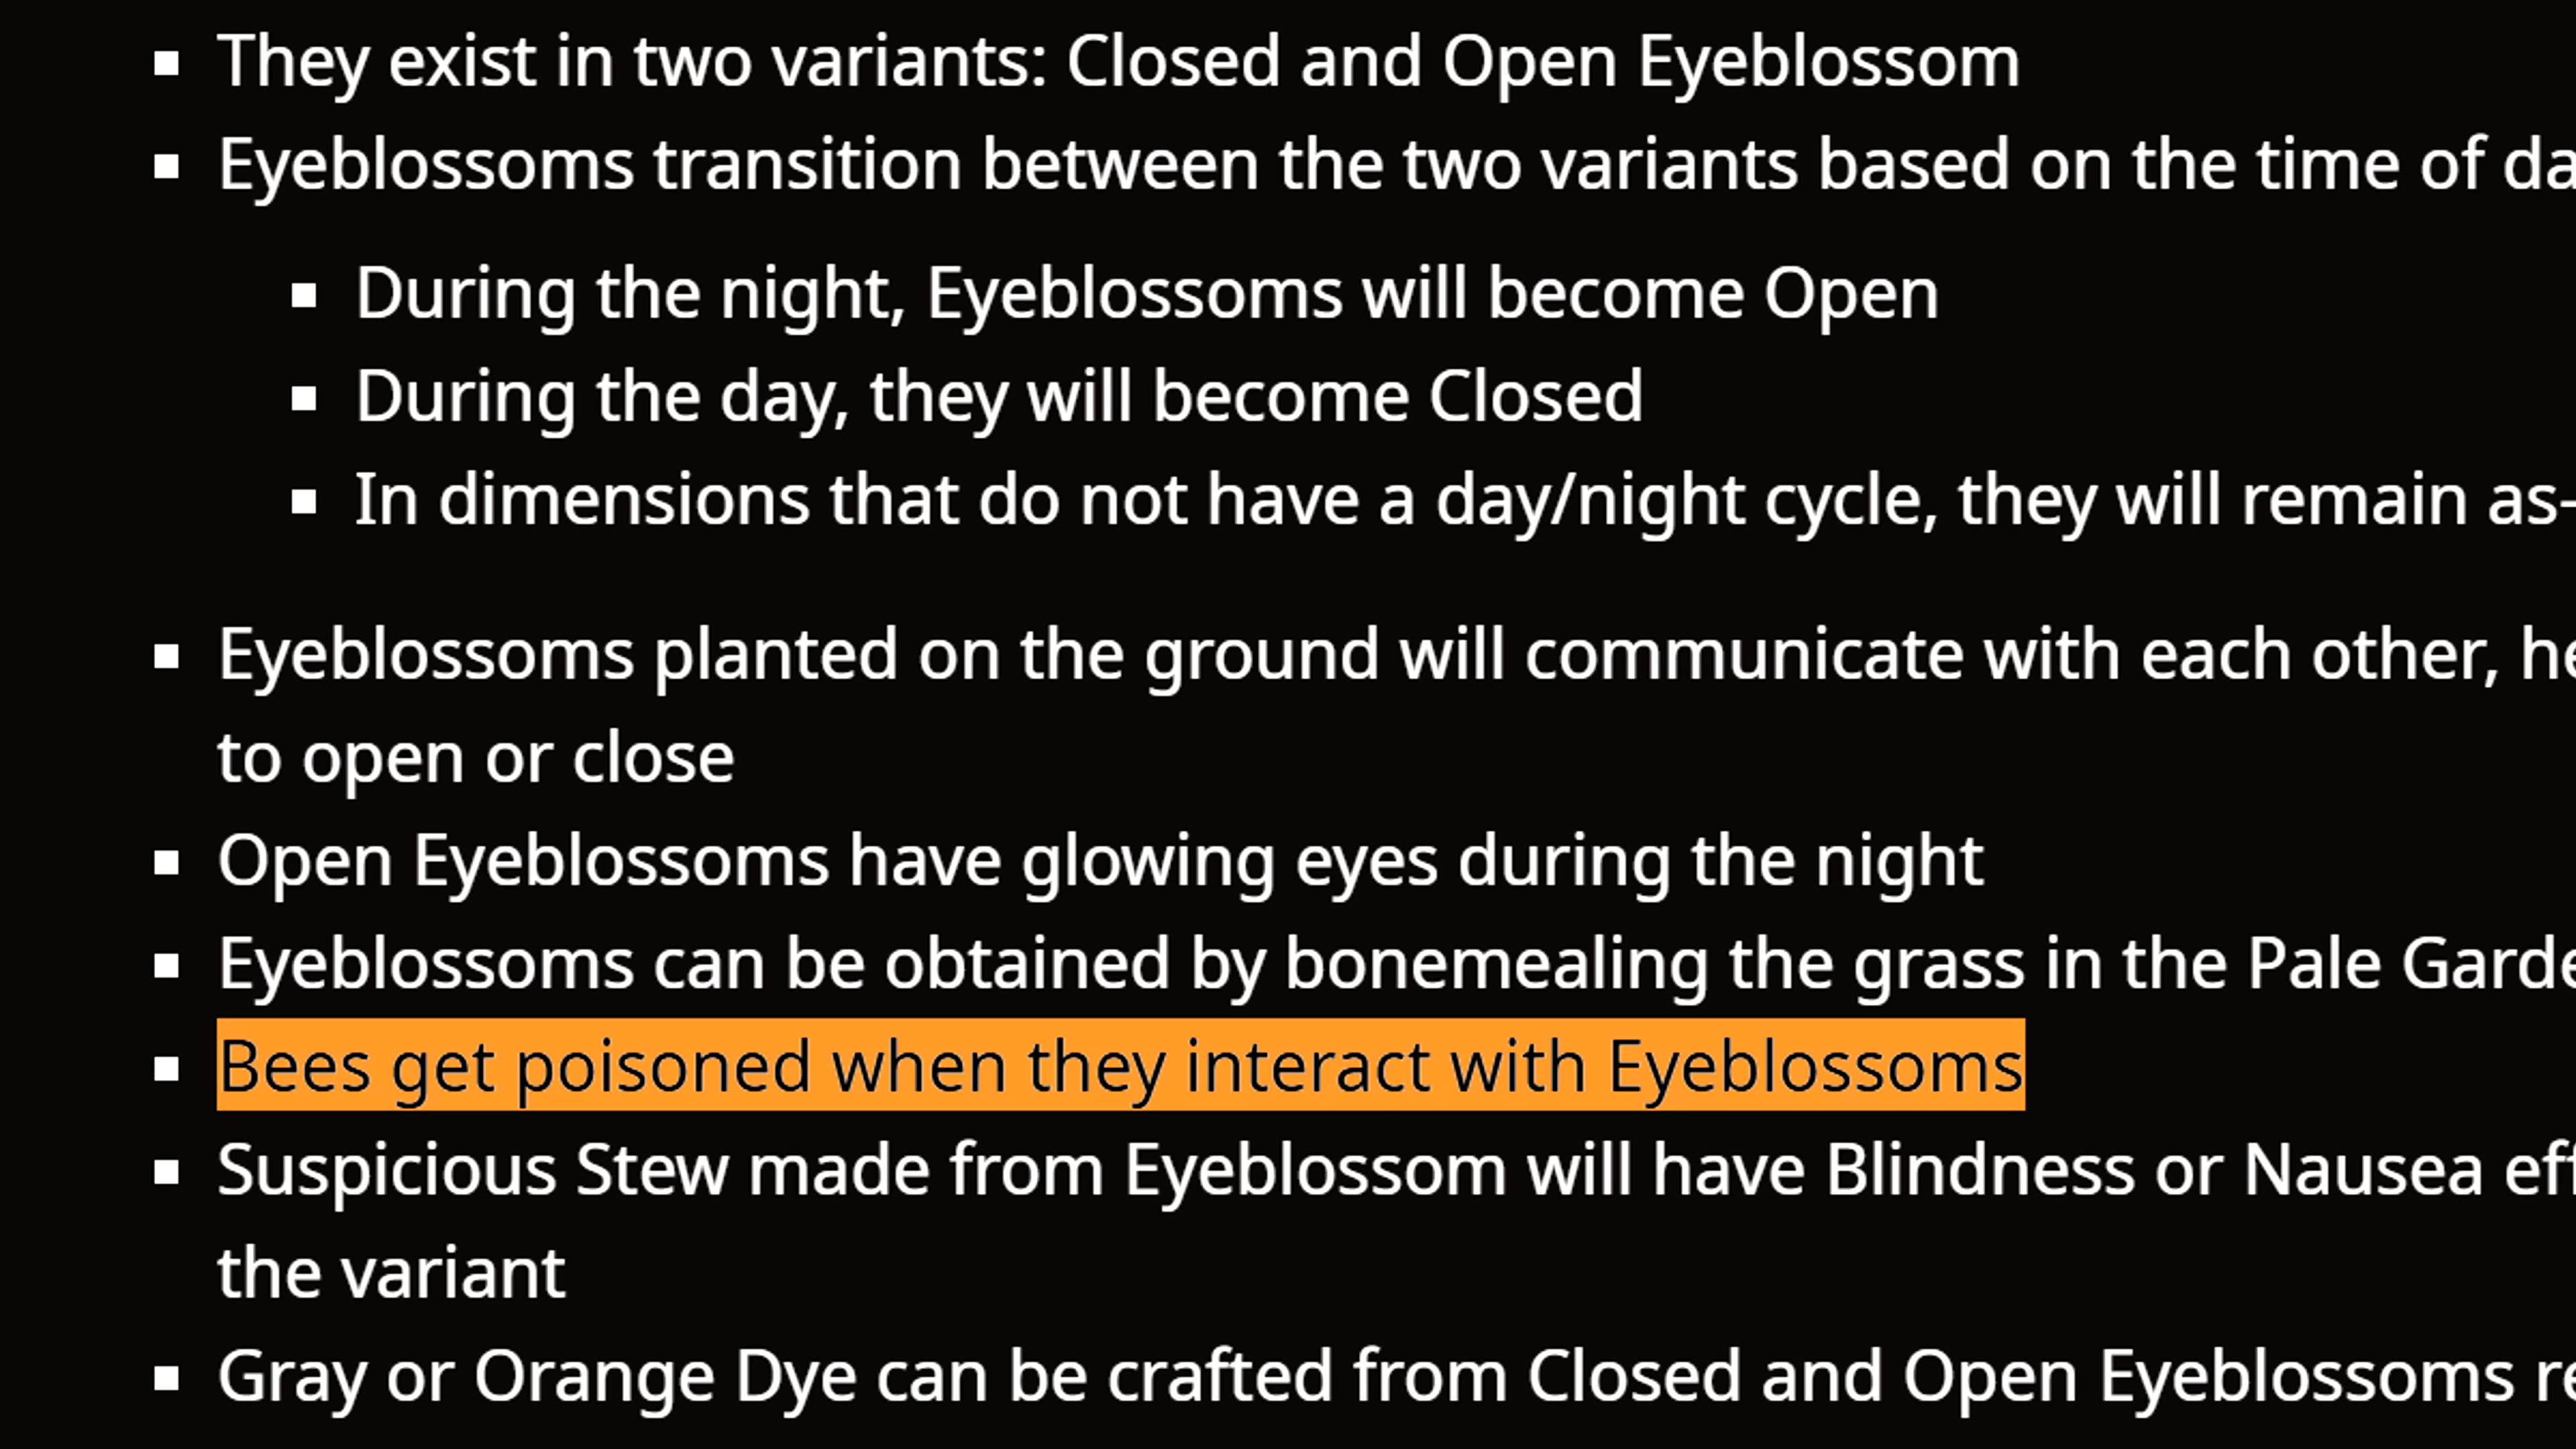 They exist in two variants: Closed and Open Eyeblossom
Eyeblossoms transition between the two variants based on the time of
During the night, Eyeblossoms will become Open
During the day, they will become Closed
In dimensions that do not have a day/night cycle, they will remain as-
Eyeblossoms planted on the ground will communicate with each other,
to open or close
Open Eyeblossoms have glowing eyes during the night
Eyeblossoms can be obtained by bonemealing the grass in the Pale
Bees get poisoned when they interact with Eyeblossoms
Suspicious Stew made from Eyeblossom will have Blindness or Nausea
the variant
Gray or Orange Dye can be crafted from Closed and Open Eyeblossoms